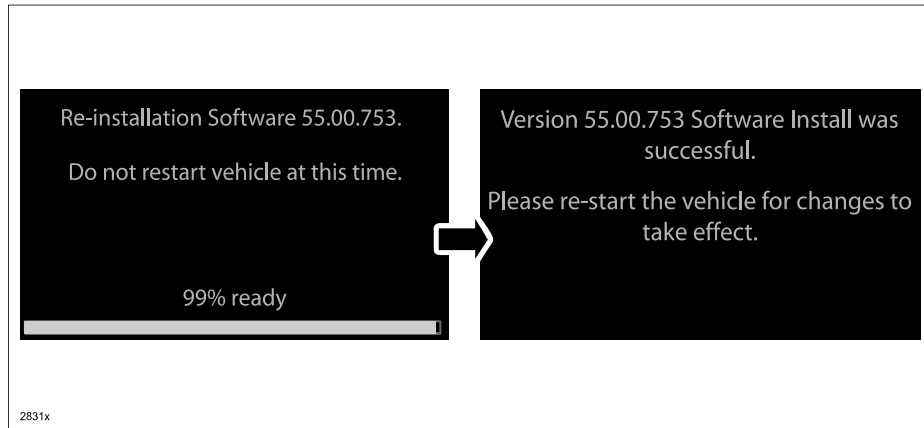 Re-installation Software 55.00.753.
Do not restart vehicle at this time.
99% ready
Version 55.00.753 Software Install was
successful.
Please re-start the vehicle for changes to
take effect.
2831x